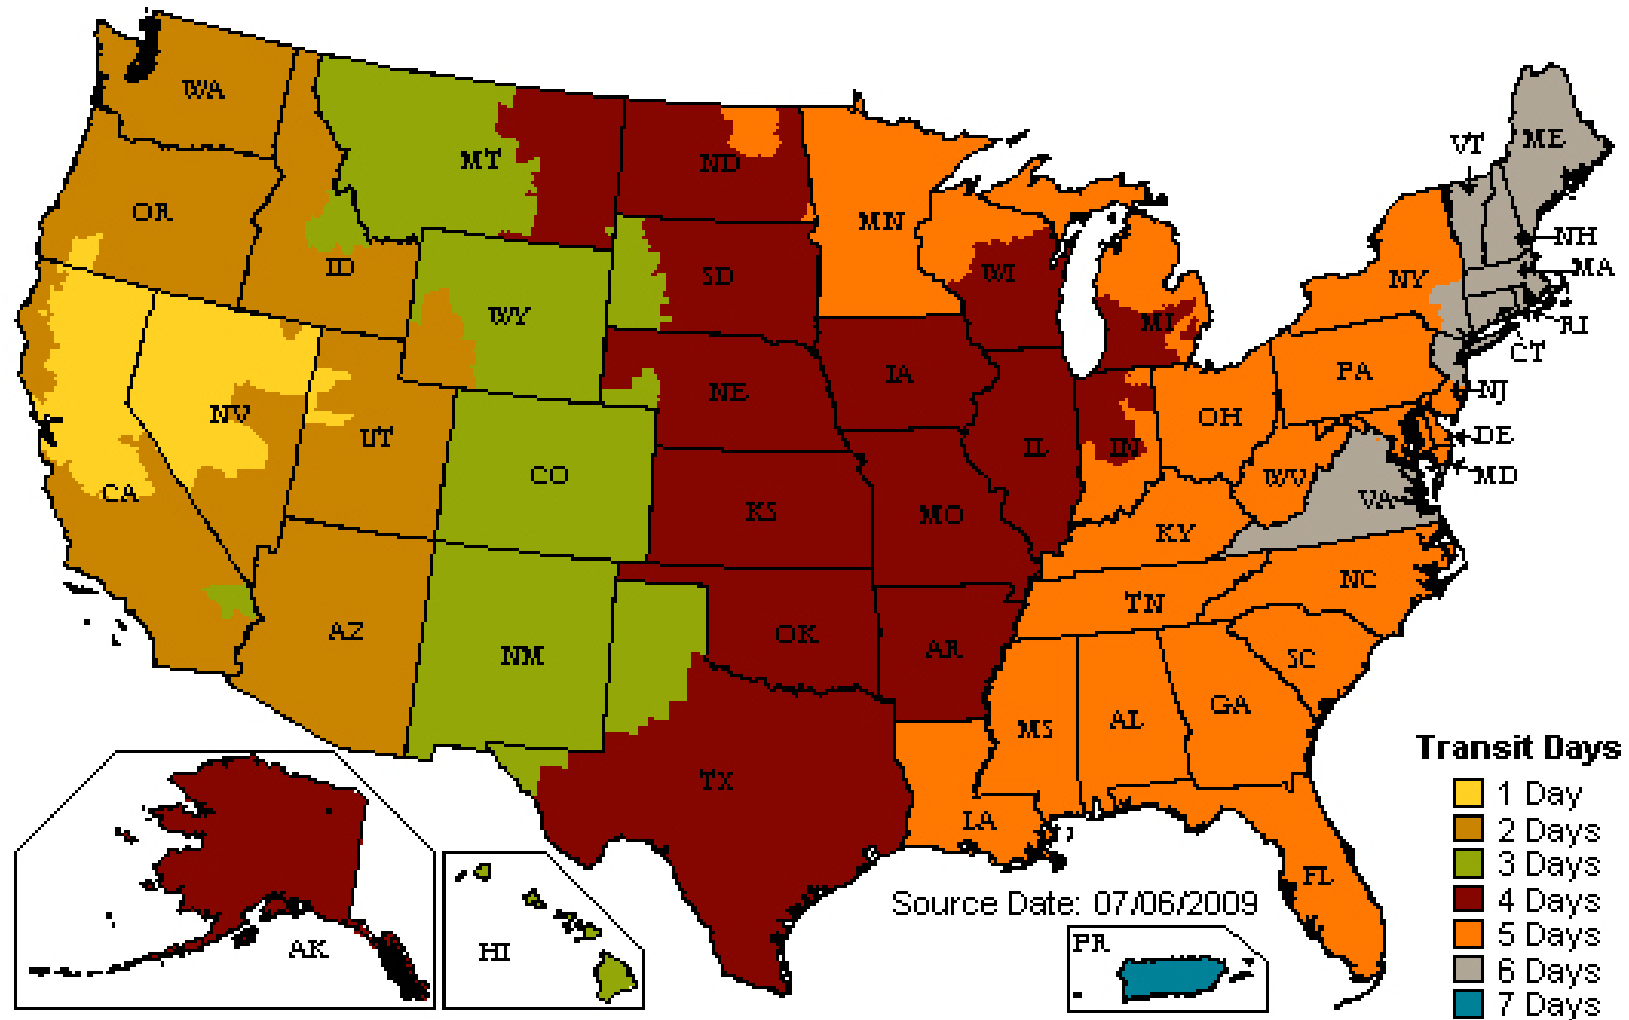 WA
VT
ME
MT
ND
OR
MN
NH
ID
WI
MA
SD
NY
WY
MI
RI
CT
IA
PA
NE
NJ
NV
OH
UT
DE
IL
IN
CO
WV
MD
CA
VA
KS
MO
KY
NC
TN
AZ
OK
AR
NM
SC
GA
AL
MS
Transit Days
TX
1 Day
LA
2 Days
3 Days
FL
4 Days
Source Date: 07/06/2009
5 Days
PR
AK
HI
6 Days
7 Days